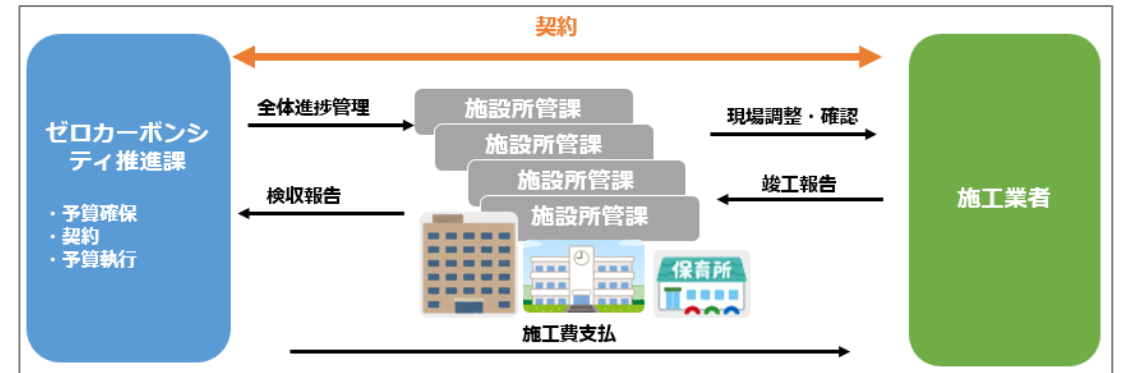 契約
ゼロカーボンシ
ティ推進課
・予算確保
・契約
・予算執行
全体進捗管理
検収報告
施設所管課
施設所管課
施設所管課
施設所管課
保育所
現場調整・確認
竣工報告
施工業者
施工費支払